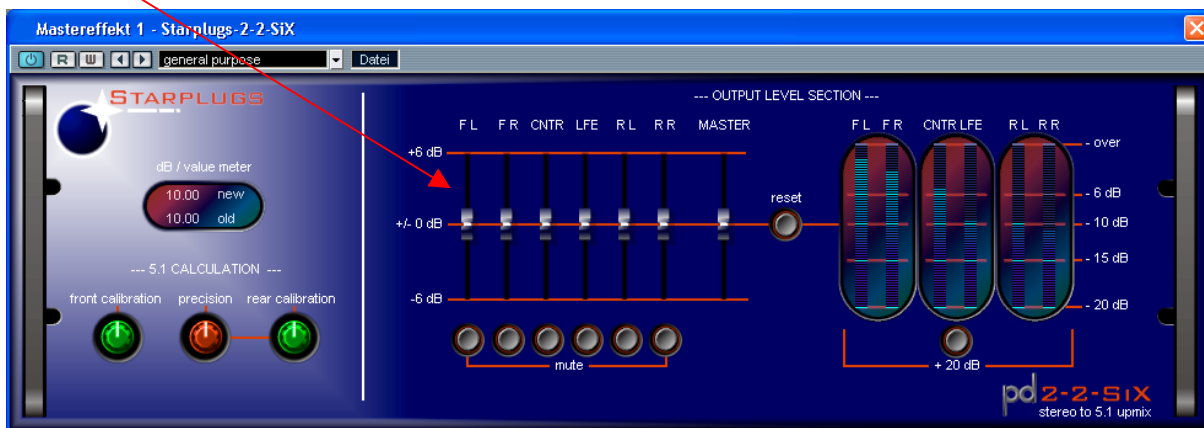 Mastereffekt 1 - Starplugs-2-2-SiX
R W general purpose Datei
STARPLUGS
dB / value meter
10.00 new
10.00 old
--- 5.1 CALCULATION ---
front calibration precision rear calibration
--- OUTPUT LEVEL SECTION ---
F L F R CNTR LFE R L R R MASTER
+6 dB
+/- 0 dB
-6 dB
mute
reset
F L F R CNTR LFE R L R R
- over
- 6 dB
- 10 dB
- 15 dB
- 20 dB
+ 20 dB
pd 2-2-SiX
stereo to 5.1 upmix